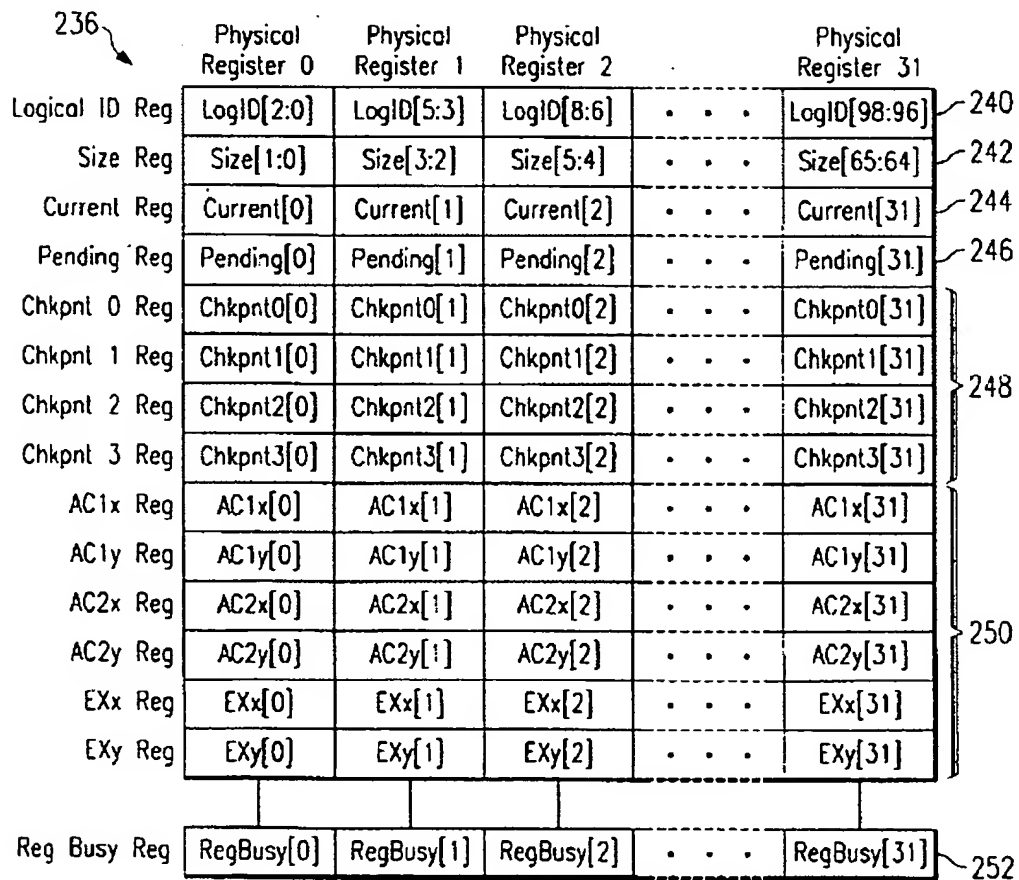 236
Physical Register 0 Physical Register 1 Physical Register 2 Physical Register 31
Logical ID Reg LogID[2:0] LogID[5:3] LogID[8:6] . . . LogID[98:96] 240
Size Reg Size[1:0] Size[3:2] Size[5:4] . . . Size[65:64] 242
Current Reg Current[0] Current[1] Current[2] . . . Current[31] 244
Pending Reg Pending[0] Pending[1] Pending[2] . . . Pending[31] 246
Chkpnt 0 Reg Chkpnt0[0] Chkpnt0[1] Chkpnt0[2] . . . Chkpnt0[31]
Chkpnt 1 Reg Chkpnt1[0] Chkpnt1[1] Chkpnt1[2] . . . Chkpnt1[31]
248
Chkpnt 2 Reg Chkpnt2[0] Chkpnt2[1] Chkpnt2[2] . . . Chkpnt2[31]
Chkpnt 3 Reg Chkpnt3[0] Chkpnt3[1] Chkpnt3[2] . . . Chkpnt3[31]
AC1x Reg AC1x[0] AC1x[1] AC1x[2] . . . AC1x[31]
AC1y Reg AC1y[0] AC1y[1] AC1y[2] . . . AC1y[31]
AC2x Reg AC2x[0] AC2x[1] AC2x[2] . . . AC2x[31]
250
AC2y Reg AC2y[0] AC2y[1] AC2y[2] . . . AC2y[31]
EXx Reg EXx[0] EXx[1] EXx[2] . . . EXx[31]
EXy Reg EXy[0] EXy[1] EXy[2] . . . EXy[31]
Reg Busy Reg RegBusy[0] RegBusy[1] RegBusy[2] . . . RegBusy[31] 252